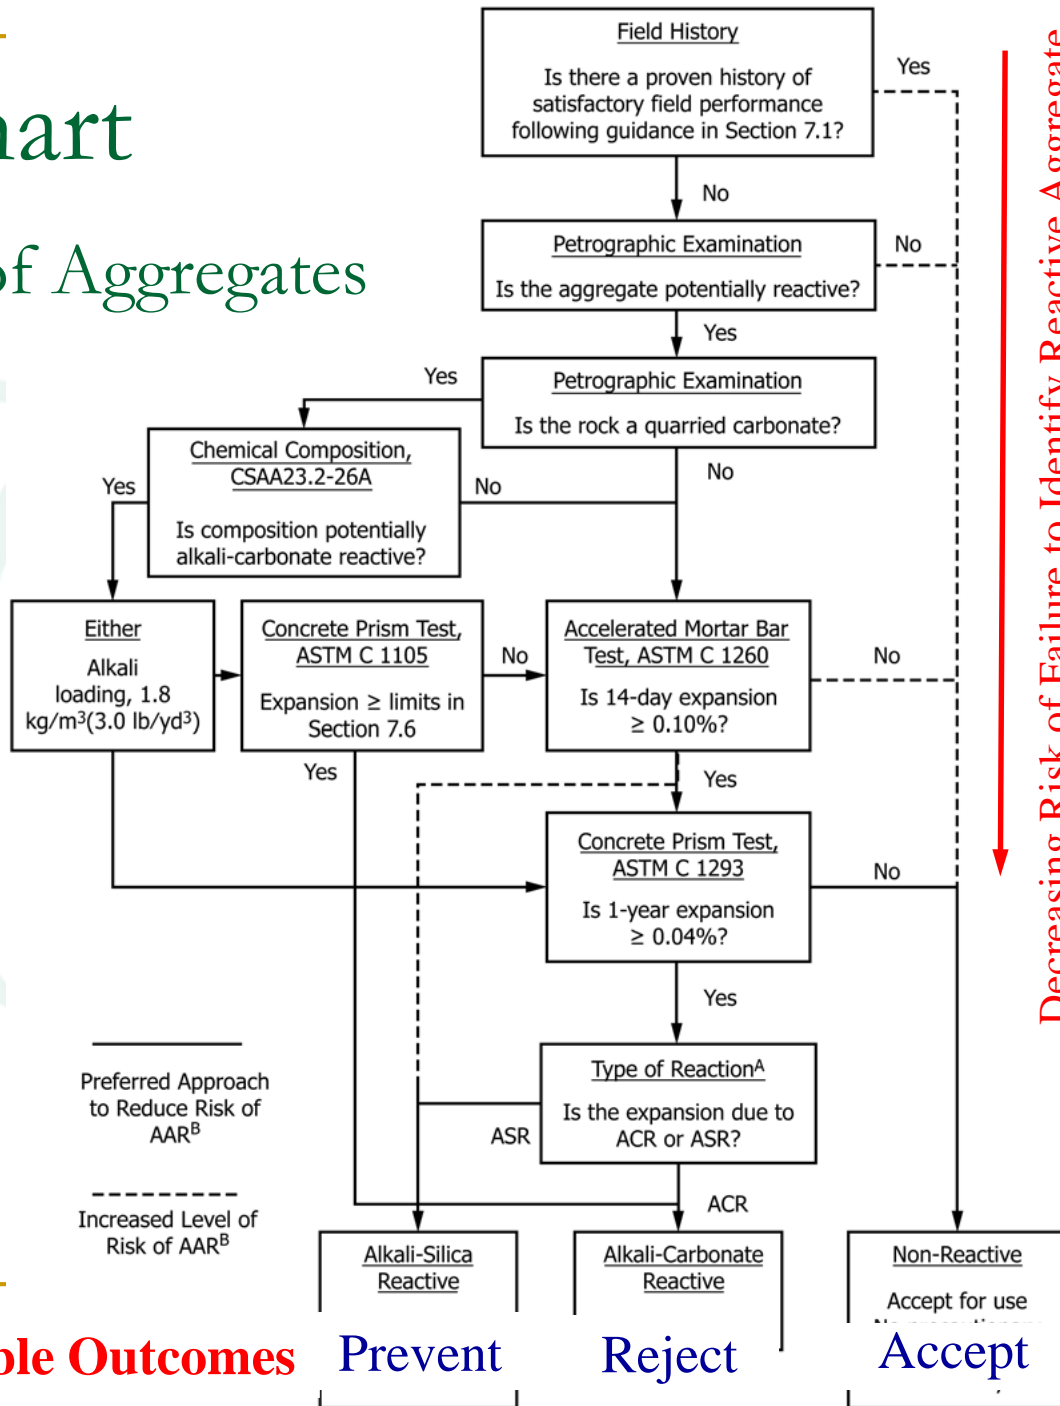 Field History
Is there a proven history of
satisfactory field performance
following guidance in Section 7.1?
Yes
No
of Aggregates
Petrographic Examination
Is the aggregate potentially reactive?
No
Yes
Petrographic Examination
Is the rock a quarried carbonate?
Yes
No
Chemical Composition,
CSAA23.2-26A
Is composition potentially
alkali-carbonate reactive?
Yes
No
Either
Alkali
loading, 1.8
kg/m³(3.0 lb/yd³)
Concrete Prism Test,
ASTM C 1105
Expansion ≥ limits in
Section 7.6
No
Yes
Accelerated Mortar Bar
Test, ASTM C 1260
Is 14-day expansion
≥ 0.10%?
No
Yes
Concrete Prism Test,
ASTM C 1293
Is 1-year expansion
≥ 0.04%?
No
Yes
Type of Reactionᴬ
Is the expansion due to
ACR or ASR?
ASR
ACR
Preferred Approach
to Reduce Risk of
AARᴮ
Increased Level of
Risk of AARᴮ
Alkali-Silica
Reactive
Alkali-Carbonate
Reactive
Non-Reactive
Accept for use
Outcomes
Prevent
Reject
Accept
Decreasing Risk of Failure to Identify Reactive Aggregate